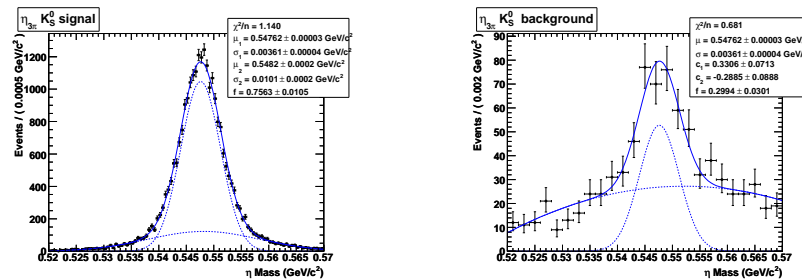 η3π K0S signal
χ²/n = 1.140
μ1 = 0.54762 ± 0.00003 GeV/c²
σ1 = 0.00361 ± 0.00004 GeV/c²
μ2 = 0.5482 ± 0.0002 GeV/c²
σ2 = 0.0101 ± 0.0002 GeV/c²
f = 0.7563 ± 0.0105
Events / ( 0.0005 GeV/c²)
1200
1000
800
600
400
200
0
0.52 0.525 0.53 0.535 0.54 0.545 0.55 0.555 0.56 0.565 0.57
η Mass (GeV/c²)
η3π K0S background
χ²/n = 0.681
μ = 0.54762 ± 0.00003 GeV/c²
σ = 0.00361 ± 0.00004 GeV/c²
c1 = 0.3306 ± 0.0713
c2 = -0.2885 ± 0.0888
f = 0.2994 ± 0.0301
Events / ( 0.002 GeV/c²)
80
70
60
50
40
30
20
10
0
0.52 0.525 0.53 0.535 0.54 0.545 0.55 0.555 0.56 0.565 0.57
η Mass (GeV/c²)